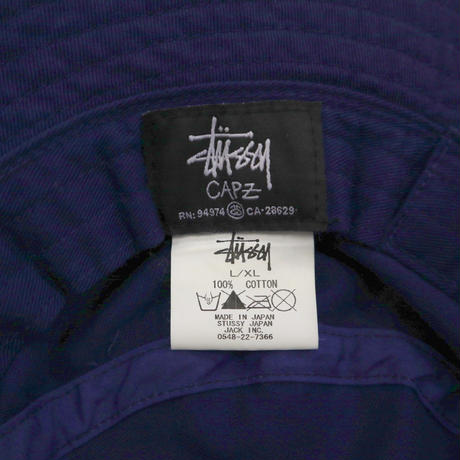 Stüssy
CAPZ
RN: 94974 CA·28629
Stüssy
L/XL
100% COTTON
MADE IN JAPAN
STUSSY JAPAN
JACK INC.
0548-22-7366